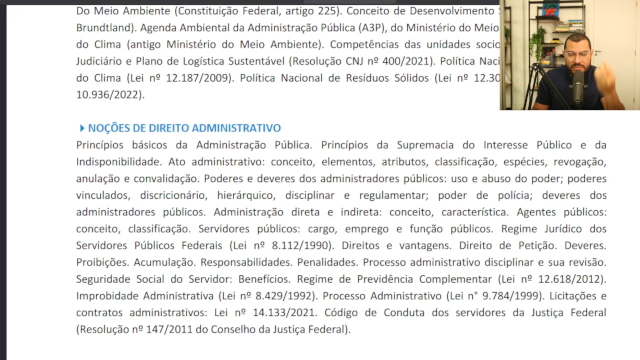 Do Meio Ambiente (Constituição Federal, artigo 225). Conceito de Desenvolvimento
Brundtland). Agenda Ambiental da Administração Pública (A3P), do Ministério do Meio
do Clima (antigo Ministério do Meio Ambiente). Competências das unidades
Judiciário e Plano de Logística Sustentável (Resolução CNJ nº 400/2021). Política
do Clima (Lei nº 12.187/2009). Política Nacional de Resíduos Sólidos (Lei nº
10.936/2022).
NOÇÕES DE DIREITO ADMINISTRATIVO
Princípios básicos da Administração Pública. Princípios da Supremacia do Interesse Público e da
Indisponibilidade. Ato administrativo: conceito, elementos, atributos, classificação, espécies, revogação,
anulação e convalidação. Poderes e deveres dos administradores públicos: uso e abuso do poder; poderes
vinculados, discricionário, hierárquico, disciplinar e regulamentar; poder de polícia; deveres dos
administradores públicos. Administração direta e indireta: conceito, característica. Agentes públicos:
conceito, classificação. Servidores públicos: cargo, emprego e função públicos. Regime Jurídico dos
Servidores Públicos Federais (Lei nº 8.112/1990). Direitos e vantagens. Direito de Petição. Deveres.
Proibições. Acumulação. Responsabilidades. Penalidades. Processo administrativo disciplinar e sua revisão.
Seguridade Social do Servidor: Benefícios. Regime de Previdência Complementar (Lei nº 12.618/2012).
Improbidade Administrativa (Lei nº 8.429/1992). Processo Administrativo (Lei n° 9.784/1999). Licitações e
contratos administrativos: Lei nº 14.133/2021. Código de Conduta dos servidores da Justiça Federal
(Resolução nº 147/2011 do Conselho da Justiça Federal).